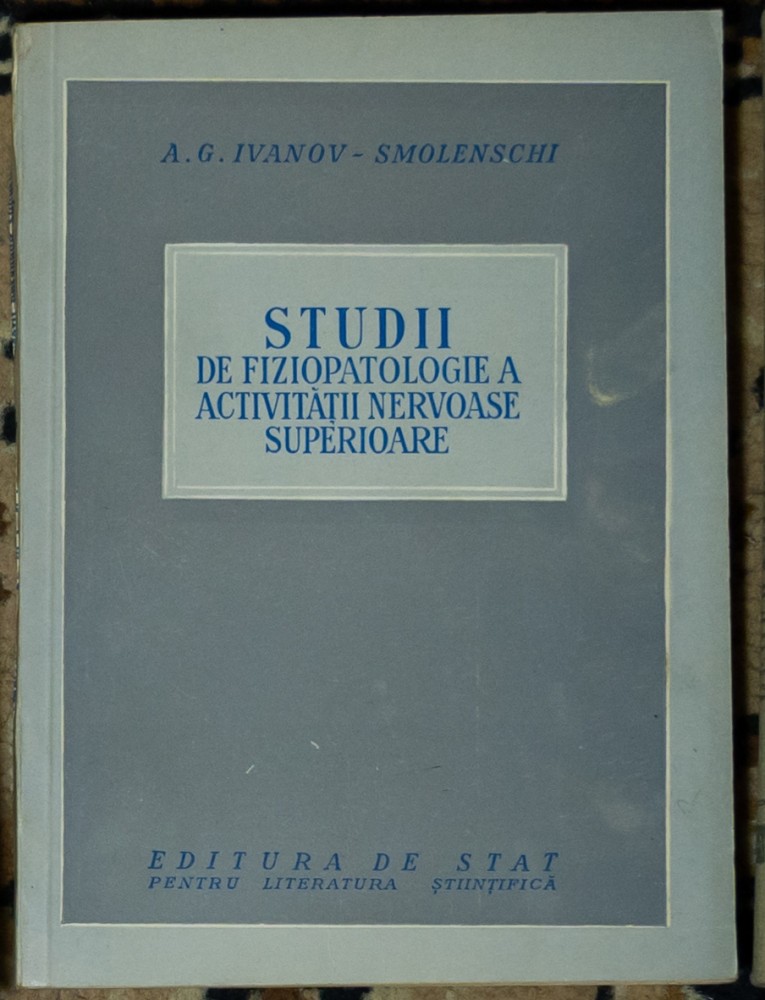 A. G. IVANOV - SMOLENSCHI
STUDII
DE FIZIOPATOLOGIE A
ACTIVITĂȚII NERVOASE
SUPERIOARE
EDITURA DE STAT
PENTRU LITERATURA ȘTIINȚIFICĂ